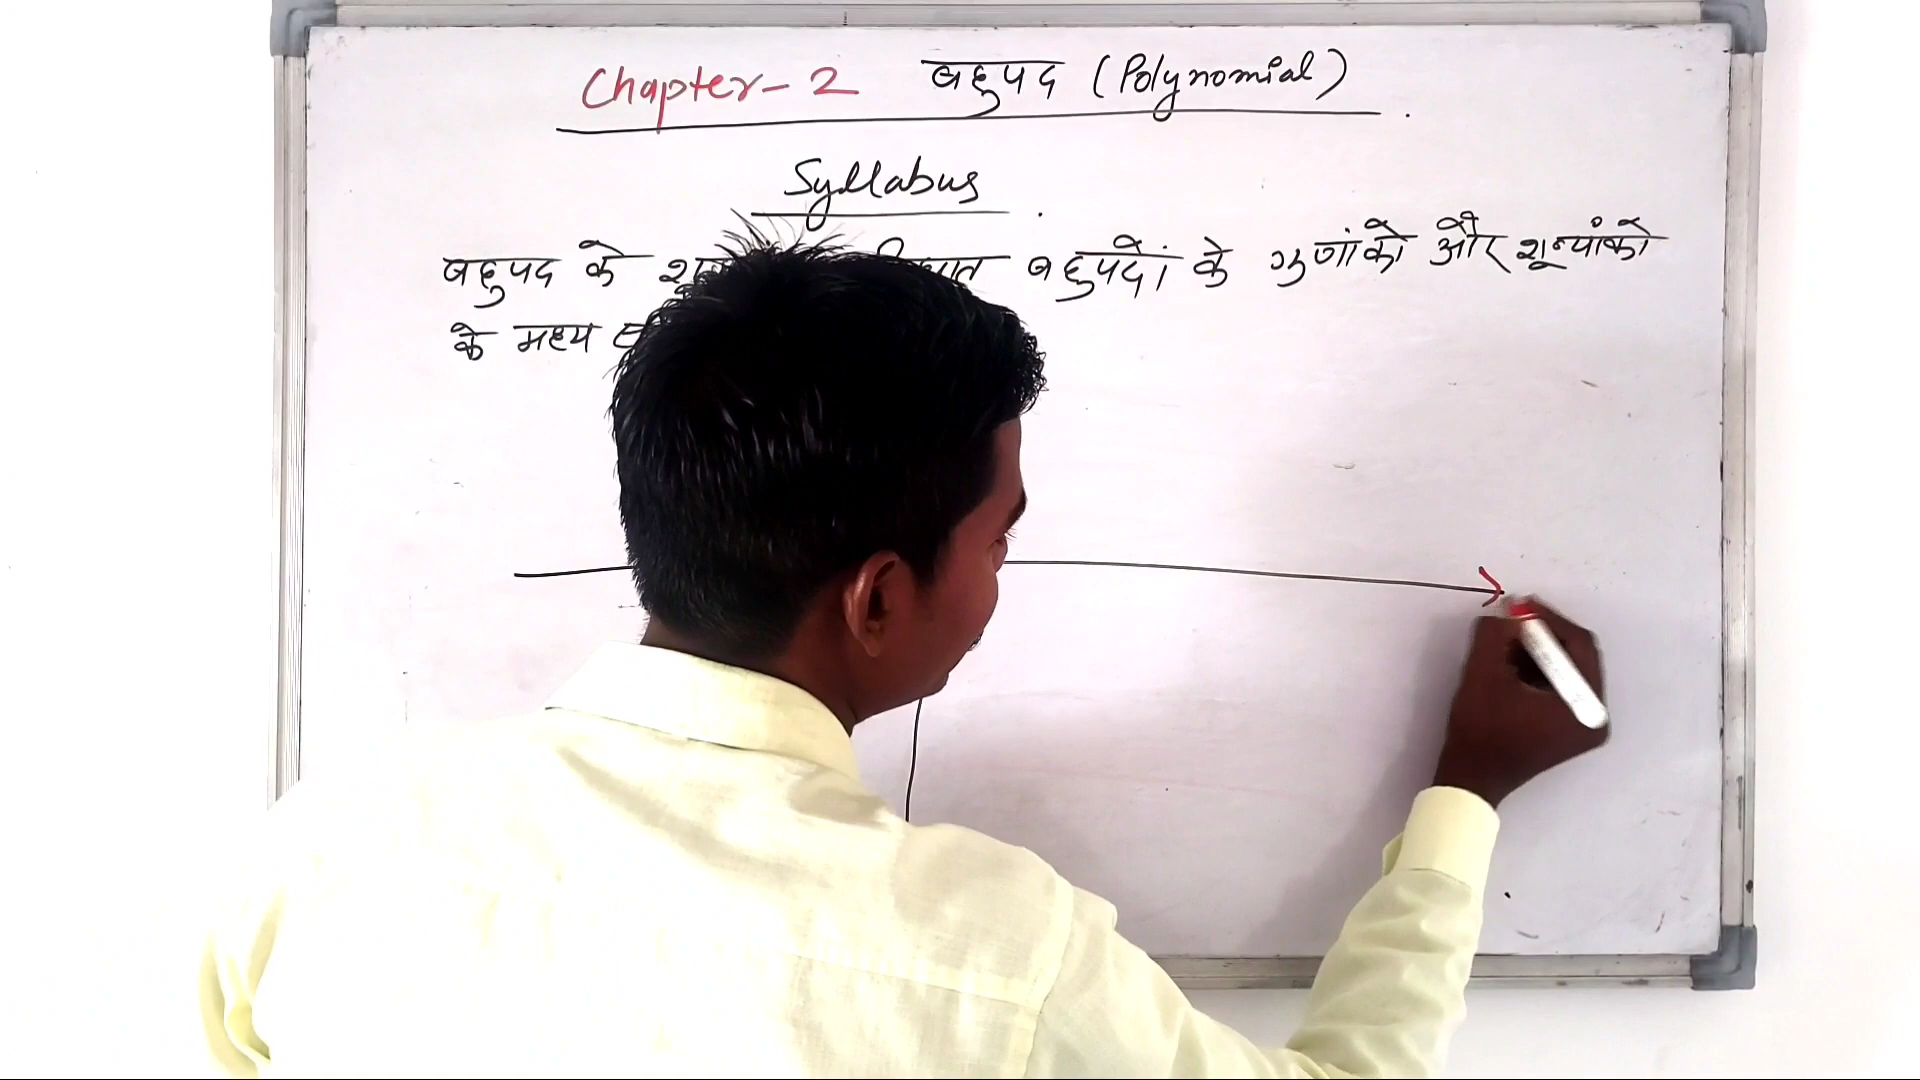 Chapter-2 बहुपद (Polynomial)
Syllabus
बहुपद के बहुपदों के गुणांको और शून्यांको
के मध्य